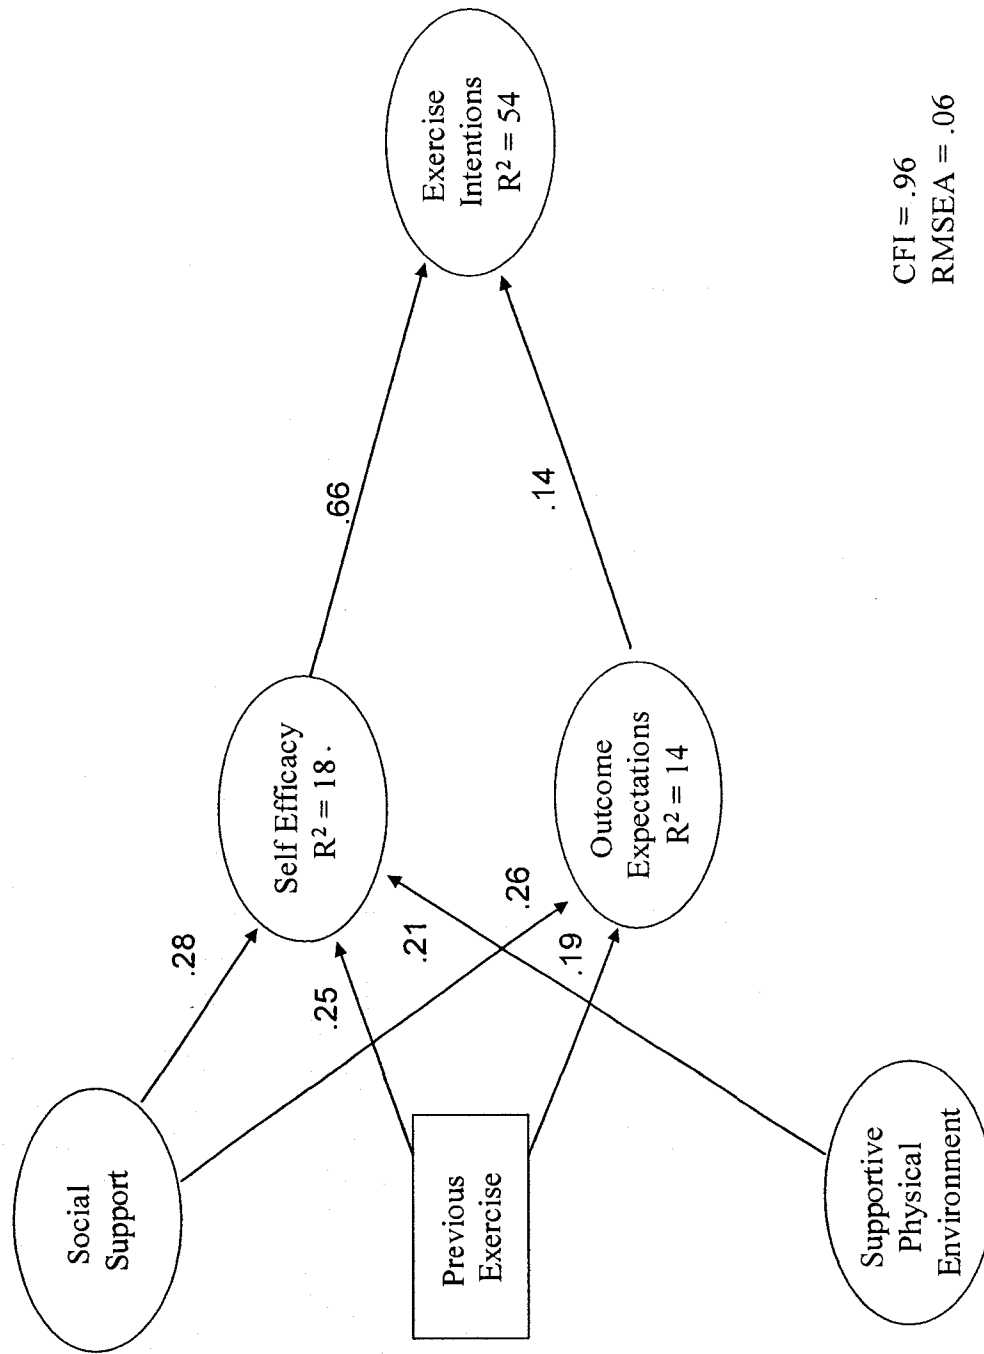 Social
Support
Previous
Exercise
Supportive
Physical
Environment
.28
.25
.21
.26
.19
Self Efficacy
R² = 18 .
Outcome
Expectations
R² = 14
.66
.14
Exercise
Intentions
R² = 54
CFI = .96
RMSEA = .06